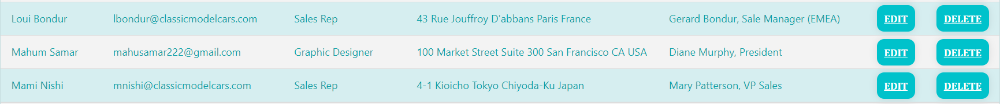 Loui Bondur lbondur@classicmodelcars.com Sales Rep 43 Rue Jouffroy D'abbans Paris France Gerard Bondur, Sale Manager (EMEA) EDIT DELETE
Mahum Samar mahusamar222@gmail.com Graphic Designer 100 Market Street Suite 300 San Francisco CA USA Diane Murphy, President EDIT DELETE
Mami Nishi mnishi@classicmodelcars.com Sales Rep 4-1 Kioicho Tokyo Chiyoda-Ku Japan Mary Patterson, VP Sales EDIT DELETE